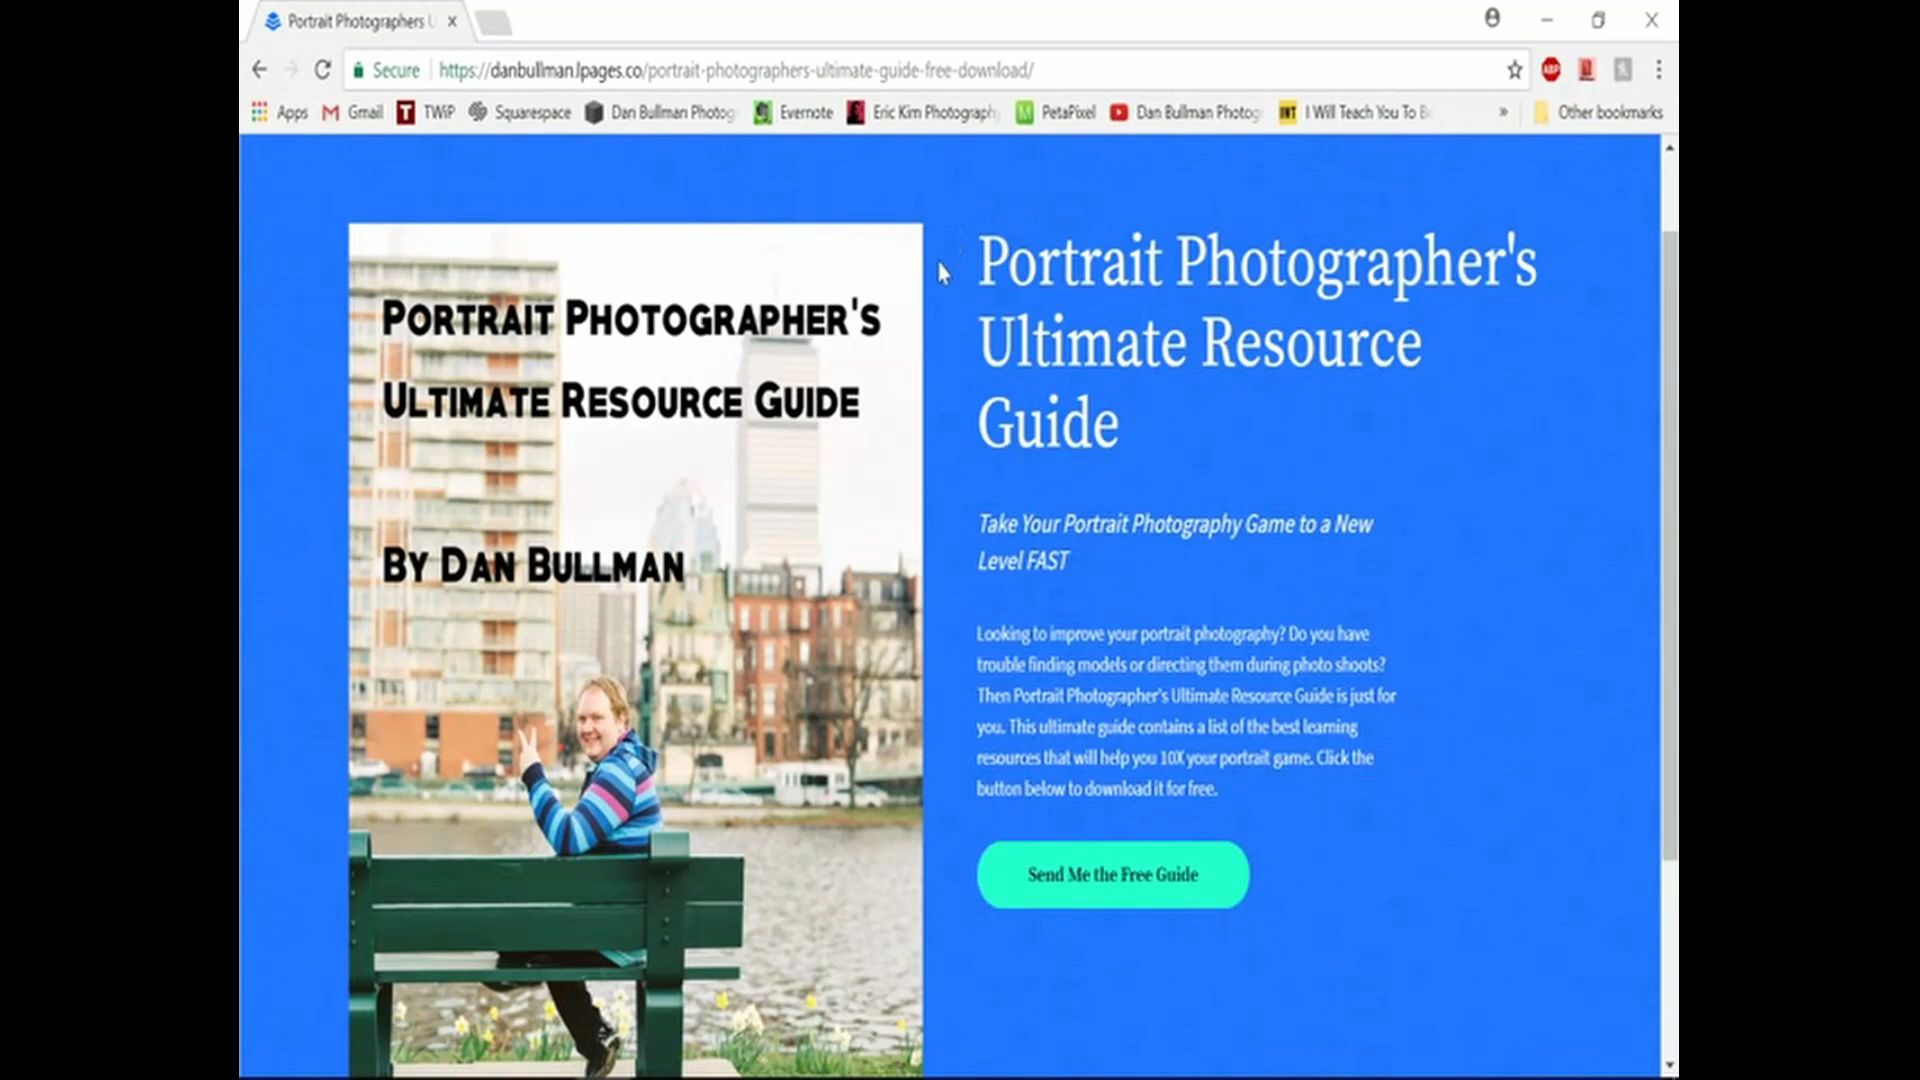 Portrait Photographers U
Secure https://danbullman.lpages.co/portrait-photographers-ultimate-guide-free-download/
ABP
Apps Gmail T TWiP Squarespace Dan Bullman Photog Evernote Eric Kim Photograph M PetaPixel Dan Bullman Photog IWT I Will Teach You To Be » Other bookmarks
Portrait Photographer's
Ultimate Resource Guide
By Dan Bullman
Portrait Photographer's
Ultimate Resource
Guide
Take Your Portrait Photography Game to a New
Level FAST
Looking to improve your portrait photography? Do you have
trouble finding models or directing them during photo shoots?
Then Portrait Photographer's Ultimate Resource Guide is just for
you. This ultimate guide contains a list of the best learning
resources that will help you 10X your portrait game. Click the
button below to download it for free.
Send Me the Free Guide